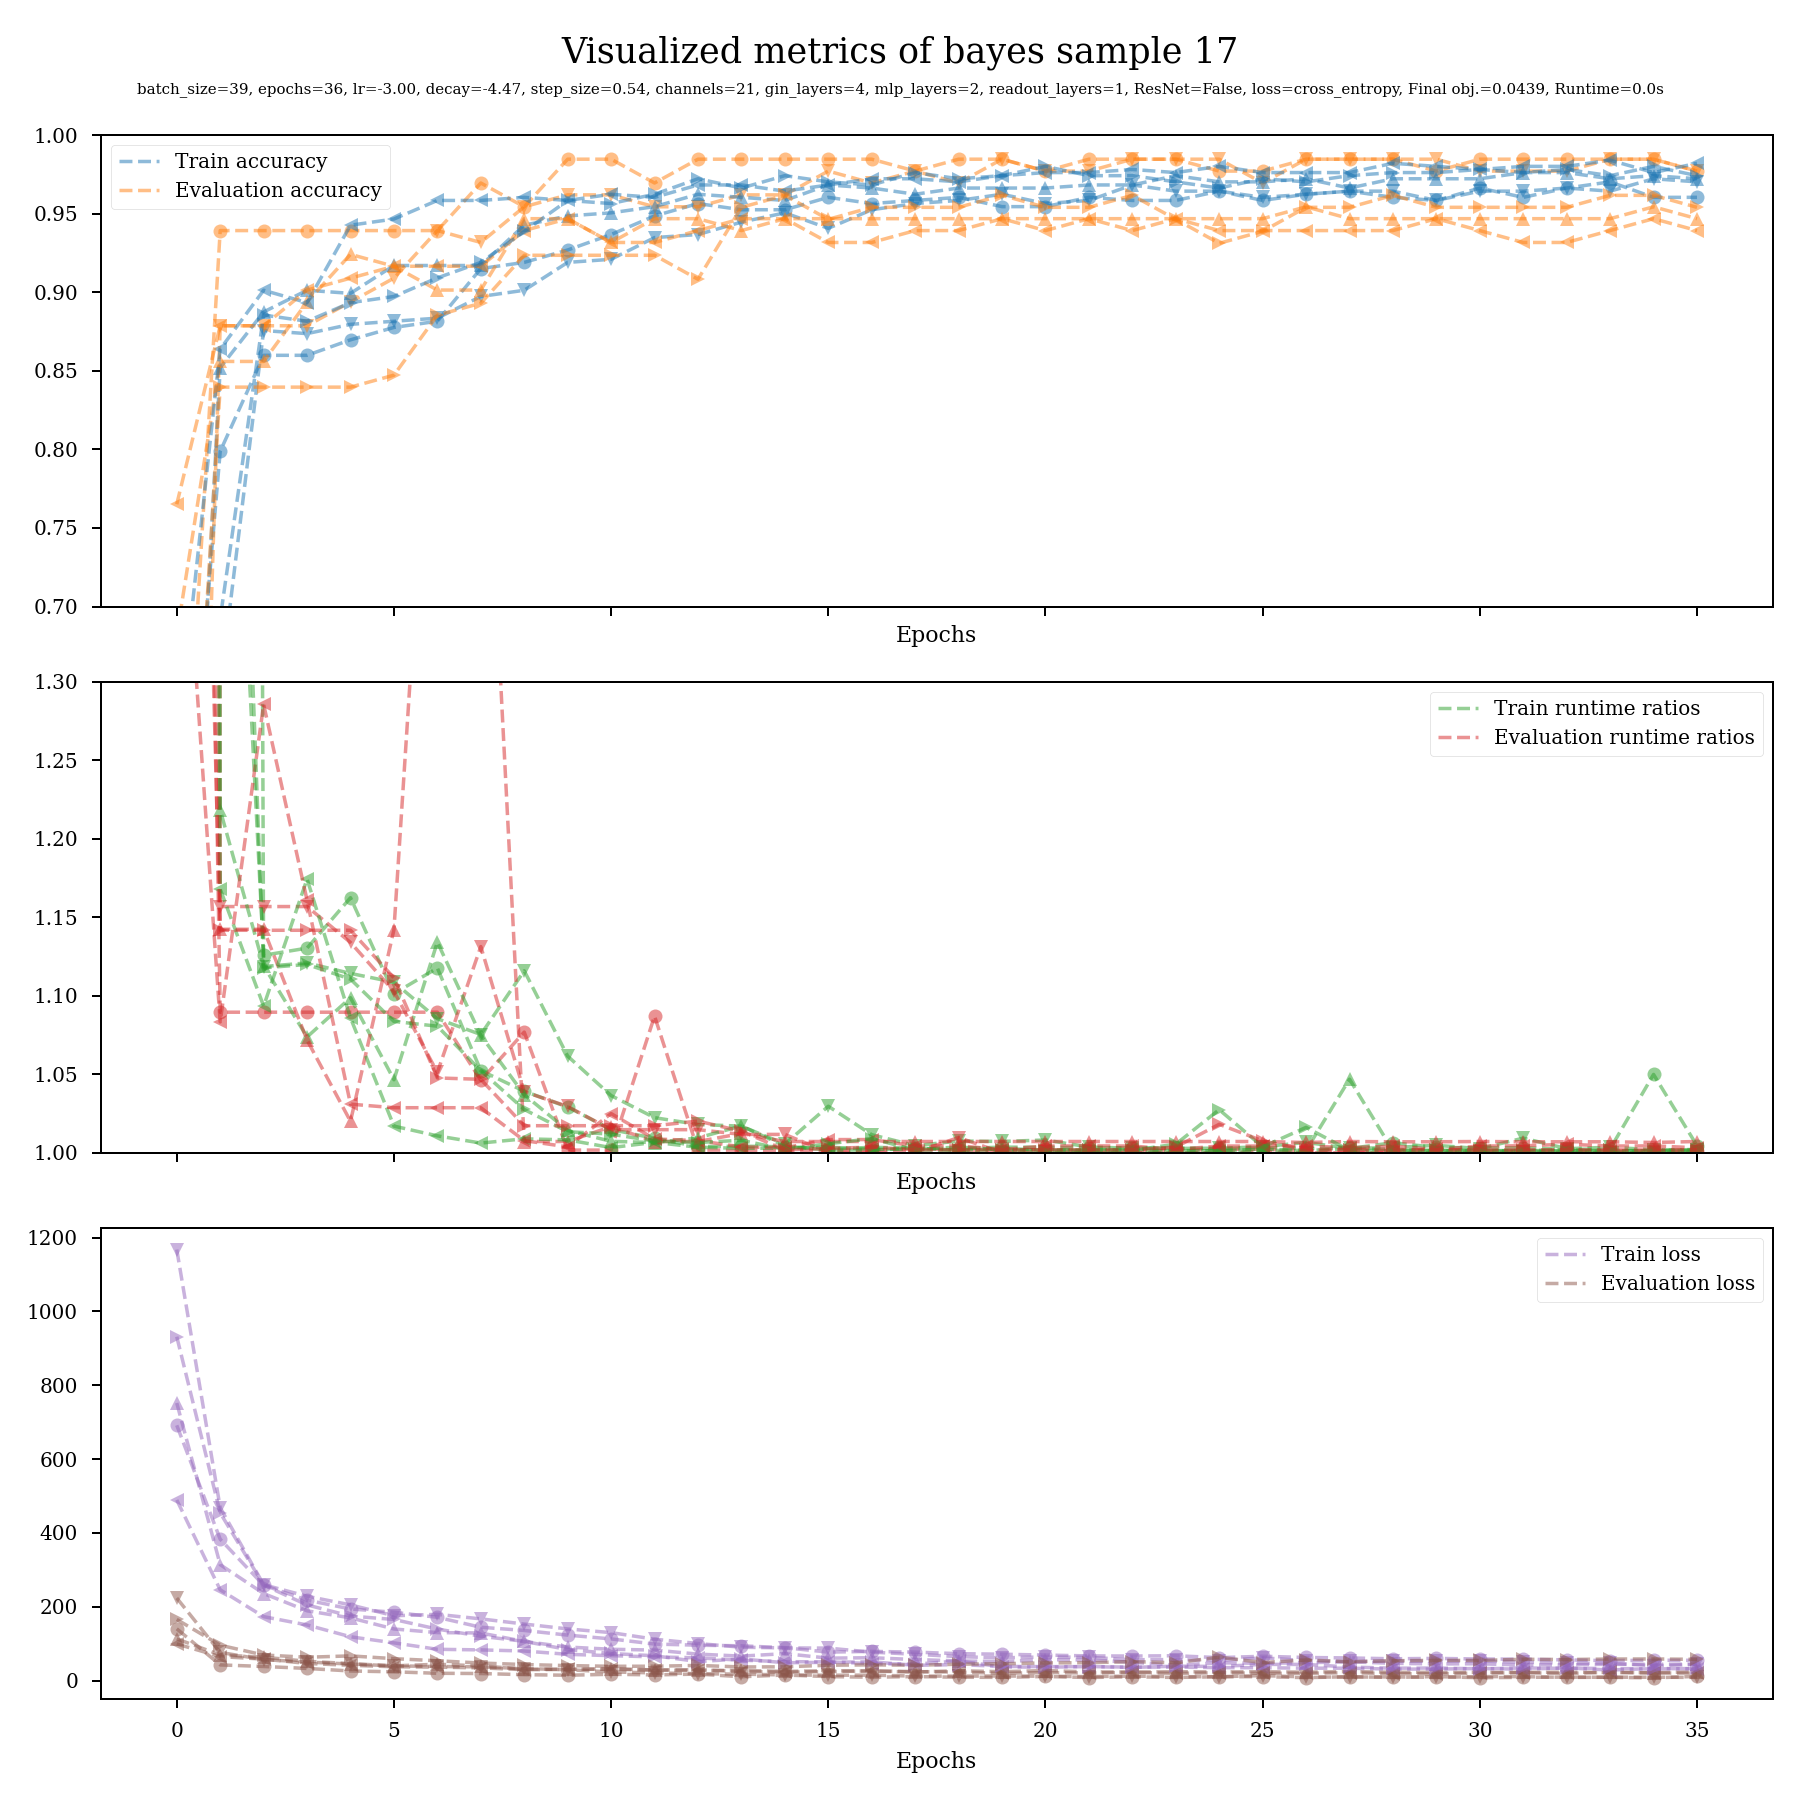 Visualized metrics of bayes sample 17
batch_size=39, epochs=36, lr=-3.00, decay=-4.47, step_size=0.54, channels=21, gin_layers=4, mlp_layers=2, readout_layers=1, ResNet=False, loss=cross_entropy, Final obj.=0.0439, Runtime=0.0s
1.00
0.95
0.90
0.85
0.80
0.75
0.70
Train accuracy
Evaluation accuracy
Epochs
1.30
1.25
1.20
1.15
1.10
1.05
1.00
Train runtime ratios
Evaluation runtime ratios
Epochs
1200
1000
800
600
400
200
0
Train loss
Evaluation loss
0 5 10 15 20 25 30 35
Epochs